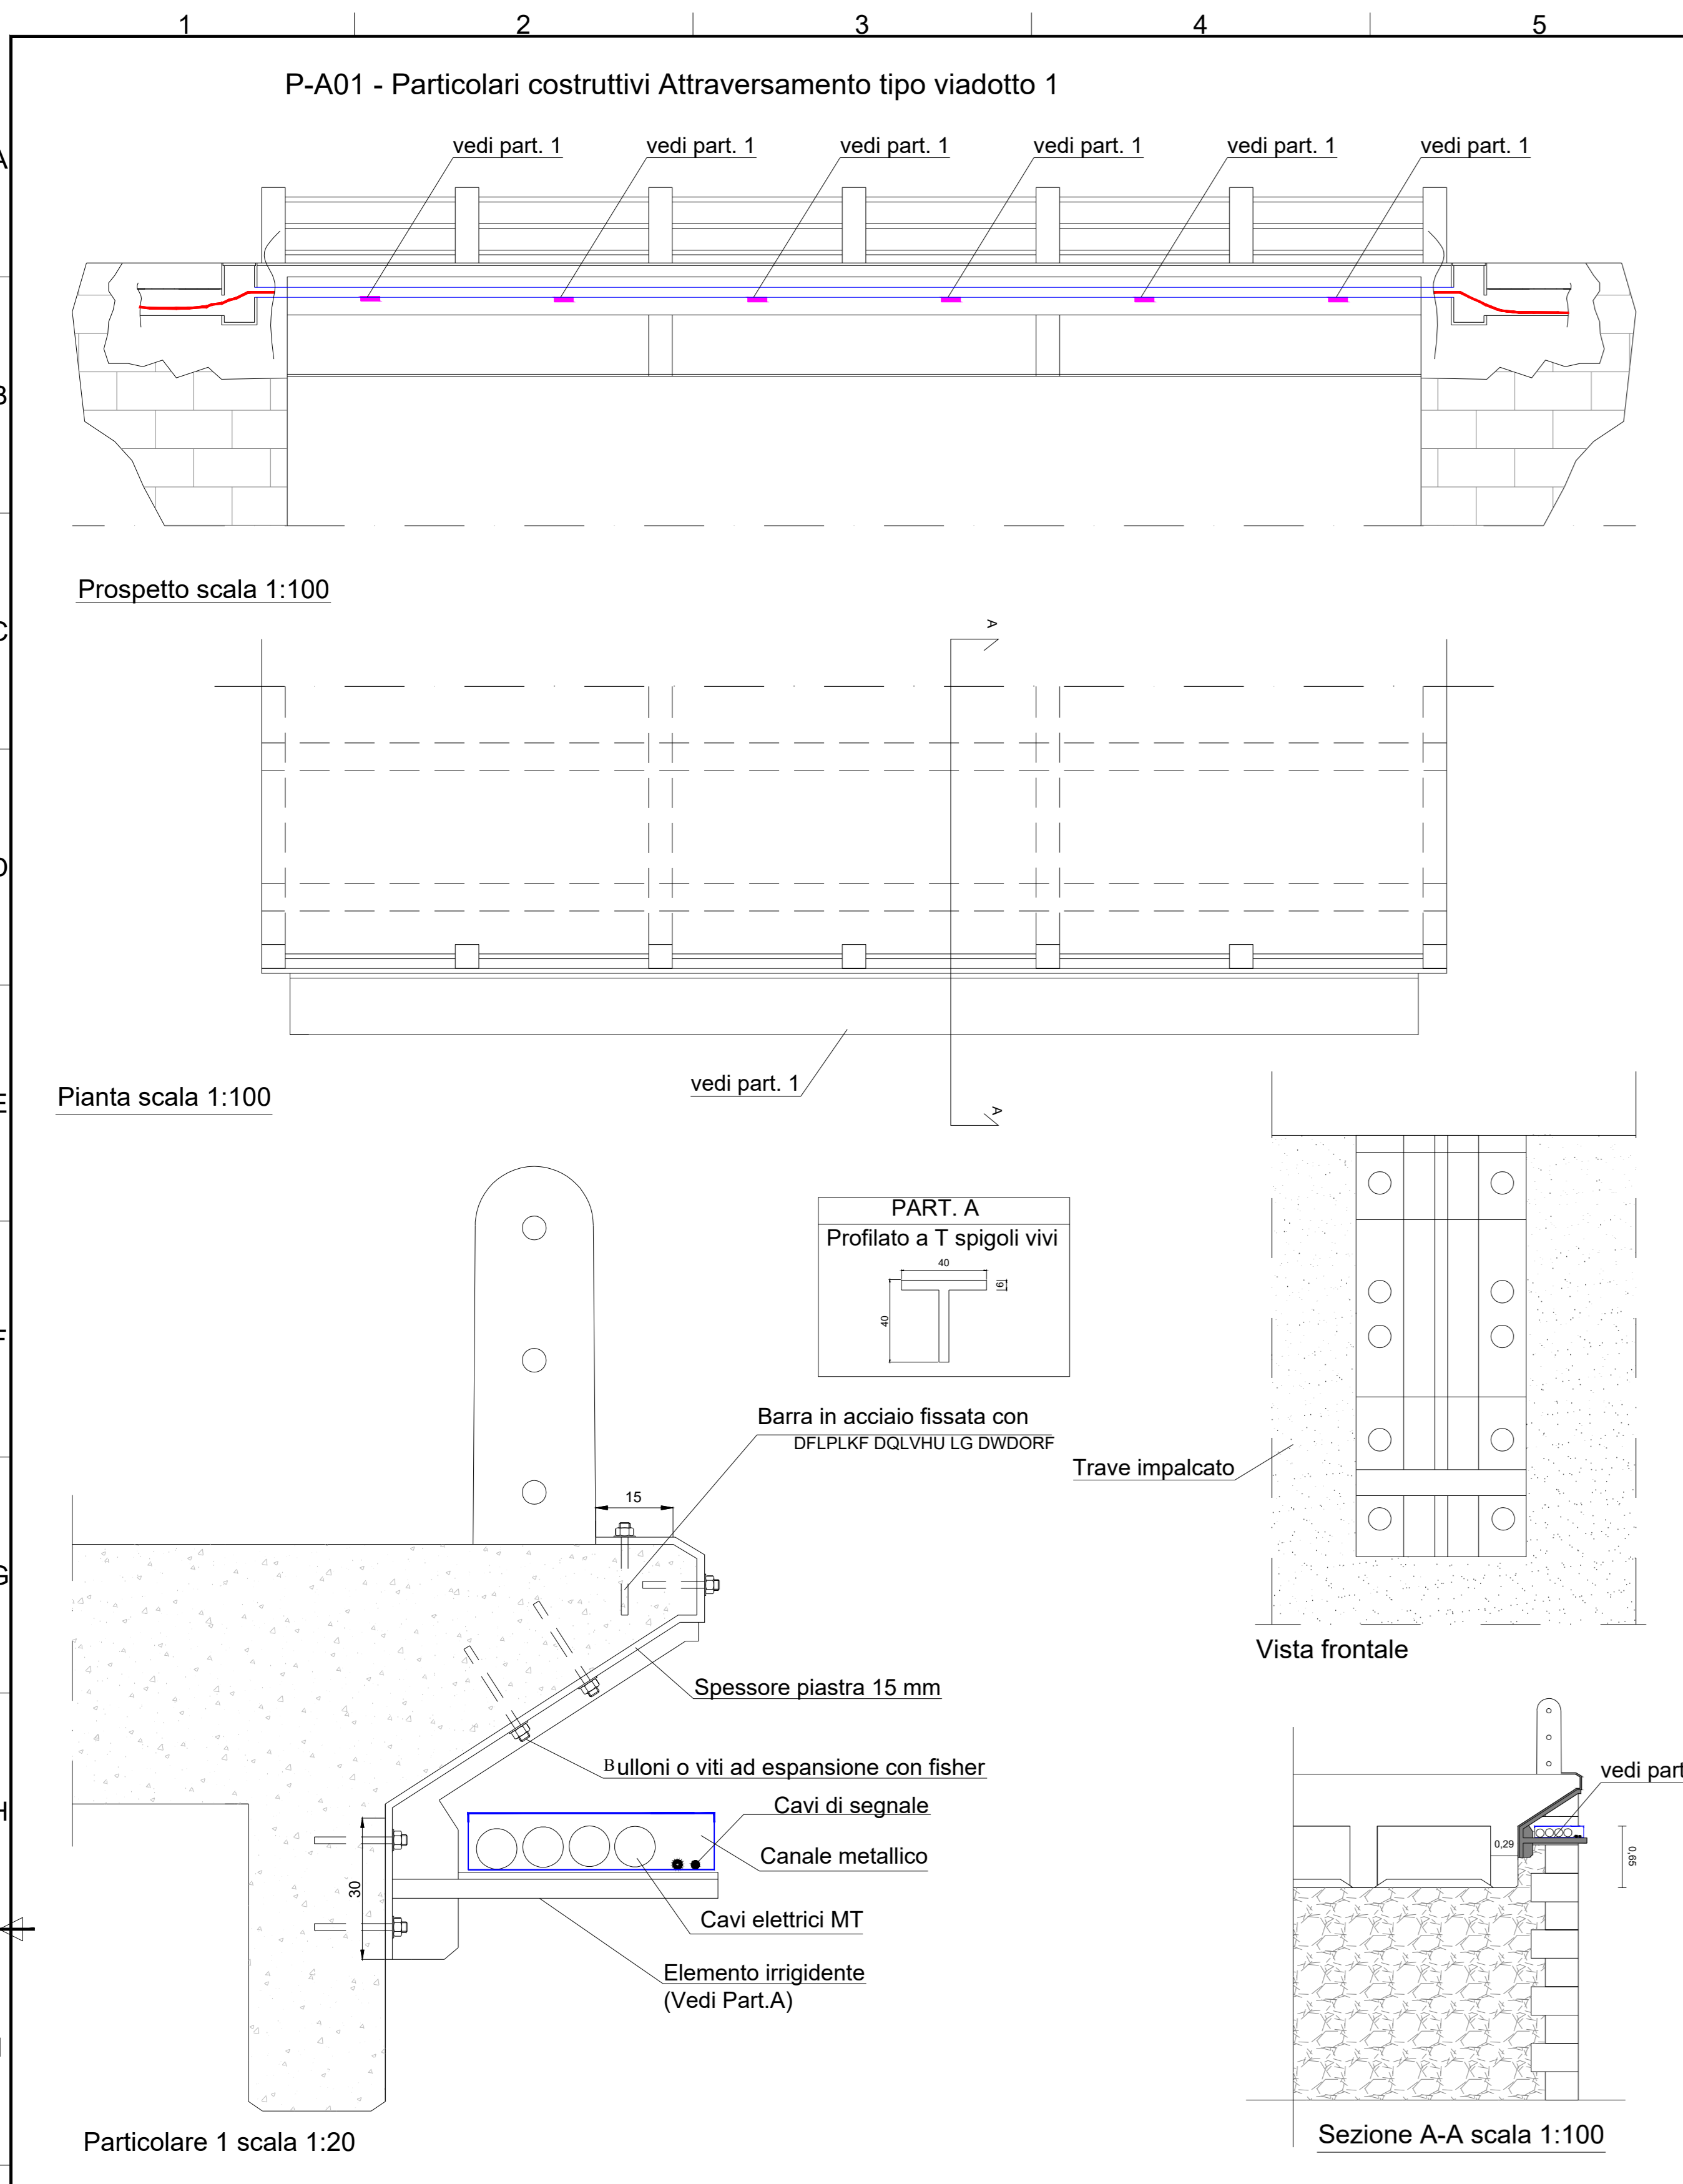 1 2 3 4 5
P-A01 - Particolari costruttivi Attraversamento tipo viadotto 1
A
vedi part. 1 vedi part. 1 vedi part. 1 vedi part. 1 vedi part. 1 vedi part. 1
B
Prospetto scala 1:100
C
A
D
vedi part. 1
Pianta scala 1:100
E
A
PART. A
Profilato a T spigoli vivi
40
6
40
F
Barra in acciaio fissata con
DFLPLKF DQLVHU LG DWDORF
Trave impalcato
15
G
Vista frontale
Spessore piastra 15 mm
Bulloni o viti ad espansione con fisher
vedi part
H
Cavi di segnale
Canale metallico
0,29
0,65
30
Cavi elettrici MT
Elemento irrigidente
(Vedi Part.A)
Particolare 1 scala 1:20
Sezione A-A scala 1:100